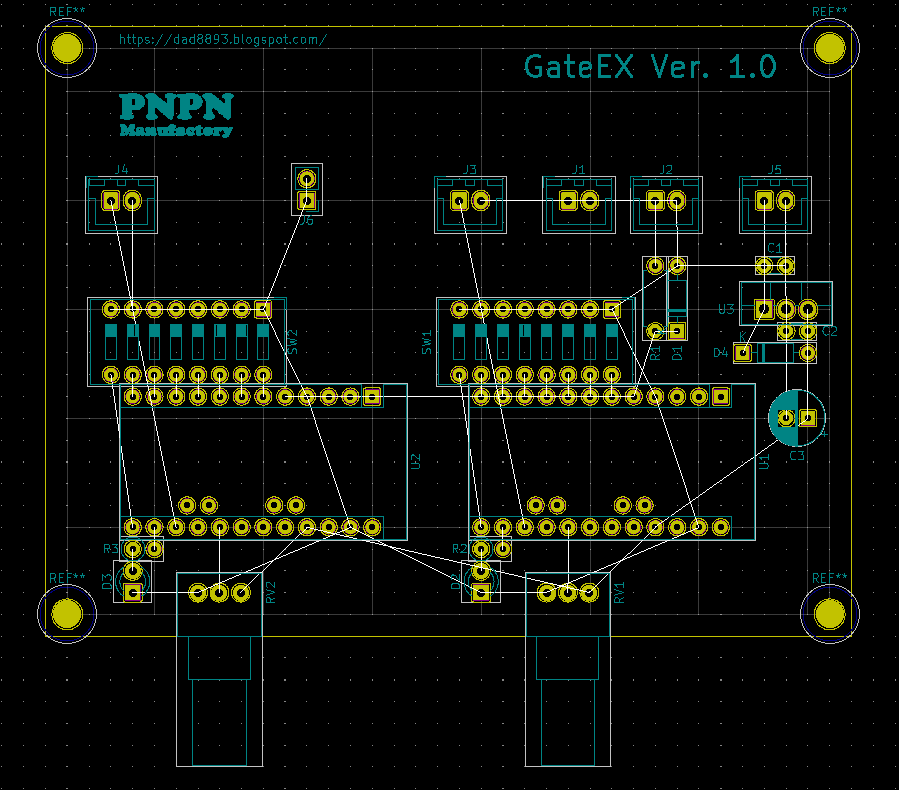 REF**
REF**
https://dad8893.blogspot.com/
GateEX Ver. 1.0
PNPN
Manufactory
J4
J3
J1
J2
J5
J6
C1
U3
SW2
SW1
C2
R1
D1
D4
K
+
C3
U2
U1
R3
R2
D3
D2
REF**
REF**
RV2
RV1